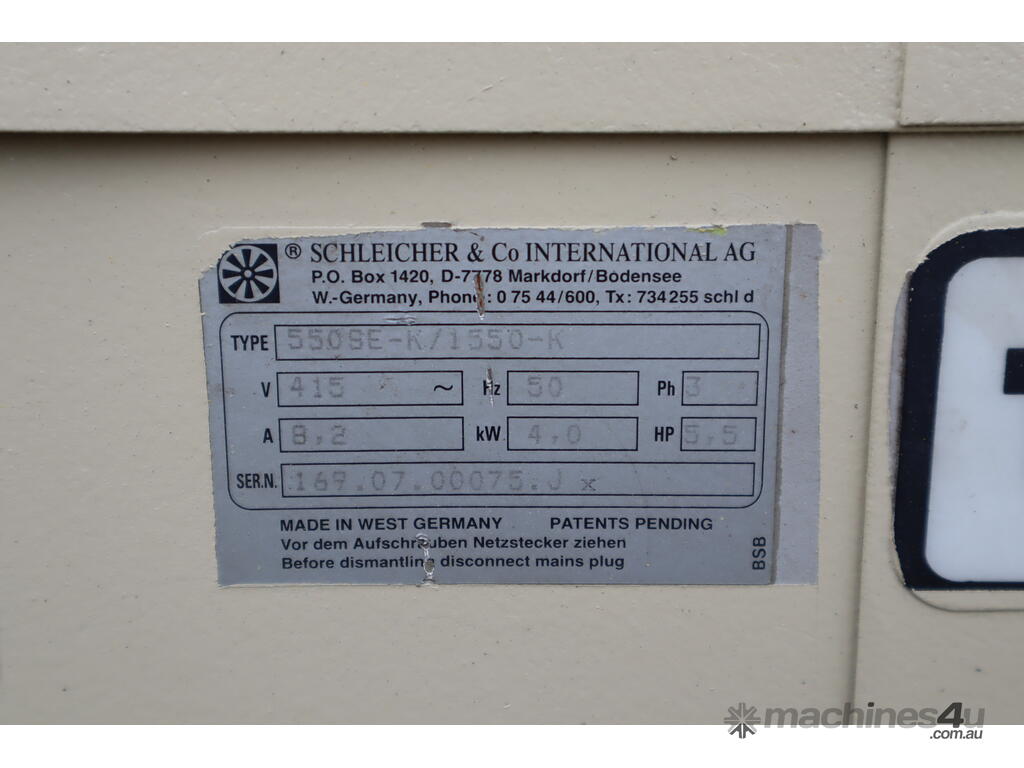 ® SCHLEICHER & Co INTERNATIONAL AG
P.O. Box 1420, D-7778 Markdorf/Bodensee
W.-Germany, Phone: 0 75 44/600, Tx: 734255 schl d
TYPE 550SE-K/1550-K
V 415 ~ Hz 50 Ph 3
A 8,2 kW 4,0 HP 5,5
SER.N. 169.07.00075.J x
MADE IN WEST GERMANY PATENTS PENDING
Vor dem Aufschrauben Netzstecker ziehen
Before dismantling disconnect mains plug
BSB
machines4u
.com.au